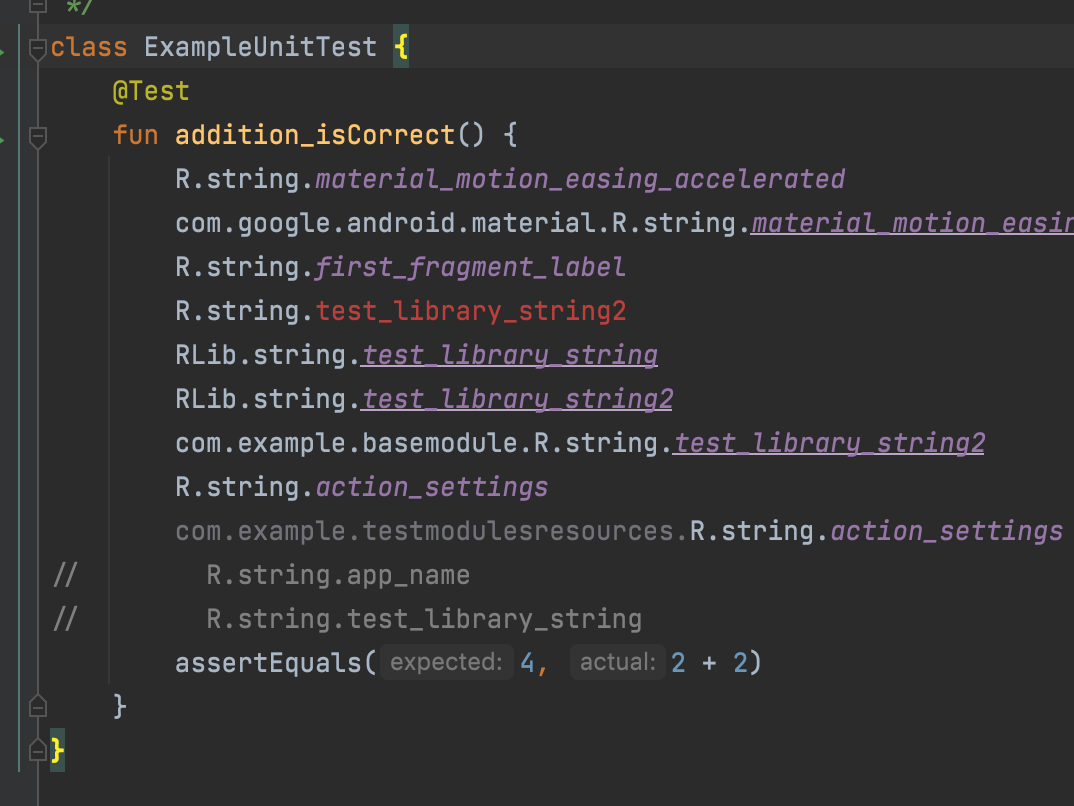 */
class ExampleUnitTest {
@Test
fun addition_isCorrect() {
R.string.material_motion_easing_accelerated
com.google.android.material.R.string.material_motion_easin
R.string.first_fragment_label
R.string.test_library_string2
RLib.string.test_library_string
RLib.string.test_library_string2
com.example.basemodule.R.string.test_library_string2
R.string.action_settings
com.example.testmodulesresources.R.string.action_settings
// R.string.app_name
// R.string.test_library_string
assertEquals( expected: 4, actual: 2 + 2)
}
}